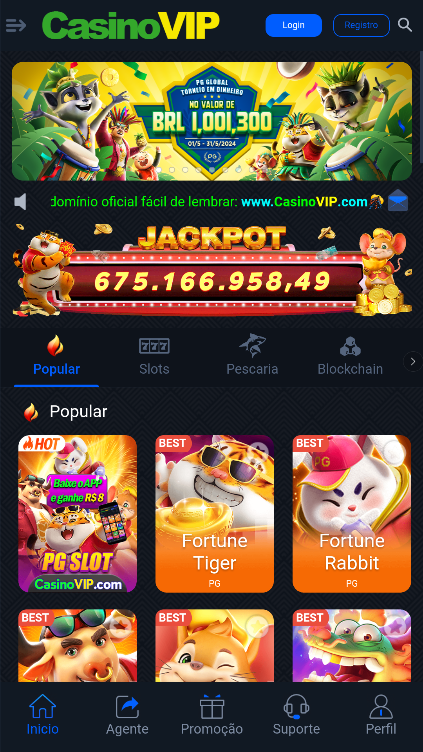 CasinoVIP
Login
Registro
PG GLOBAL
TORNEIO EM DINHEIRO
NO VALOR DE
BRL 1,001,300
01/5 - 31/5/2024
PG
domínio oficial fácil de lembrar: www.CasinoVIP.com
JACKPOT
675.166.958,49
Popular
Slots
Pescaria
Blockchain
Popular
HOT
Baixe o APP
e ganhe R$ 8
PG SLOT
CasinoVIP.com
BEST
Fortune
Tiger
PG
BEST
PG
Fortune
Rabbit
PG
BEST
BEST
BEST
Inicio
Agente
Promoção
Suporte
Perfil